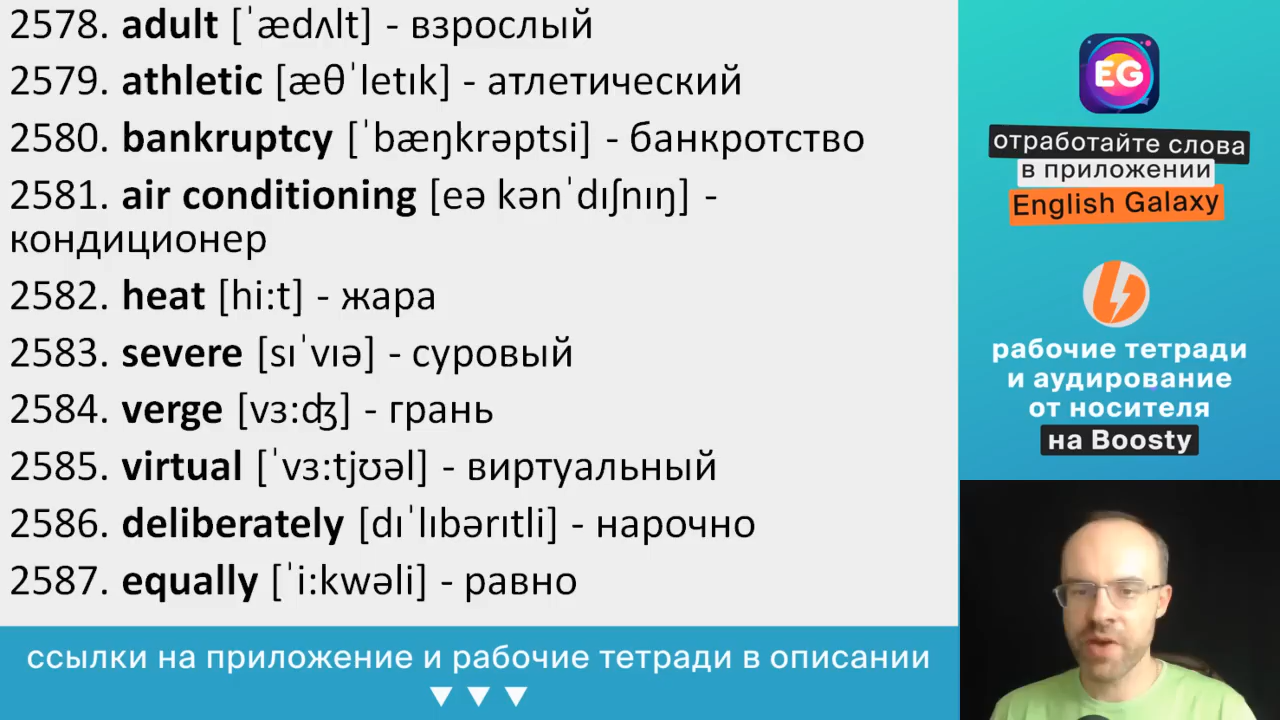 2578. adult [ˈædʌlt] - взрослый
2579. athletic [æθˈletɪk] - атлетический
2580. bankruptcy [ˈbæŋkrəptsi] - банкротство
2581. air conditioning [eə kənˈdɪʃnɪŋ] -
кондиционер
2582. heat [hi:t] - жара
2583. severe [sɪˈvɪə] - суровый
2584. verge [vɜ:ʤ] - грань
2585. virtual [ˈvɜ:tjʊəl] - виртуальный
2586. deliberately [dɪˈlɪbərɪtli] - нарочно
2587. equally [ˈi:kwəli] - равно
ссылки на приложение и рабочие тетради в описании
EG
отработайте слова
в приложении
English Galaxy
рабочие тетради
и аудирование
от носителя
на Boosty